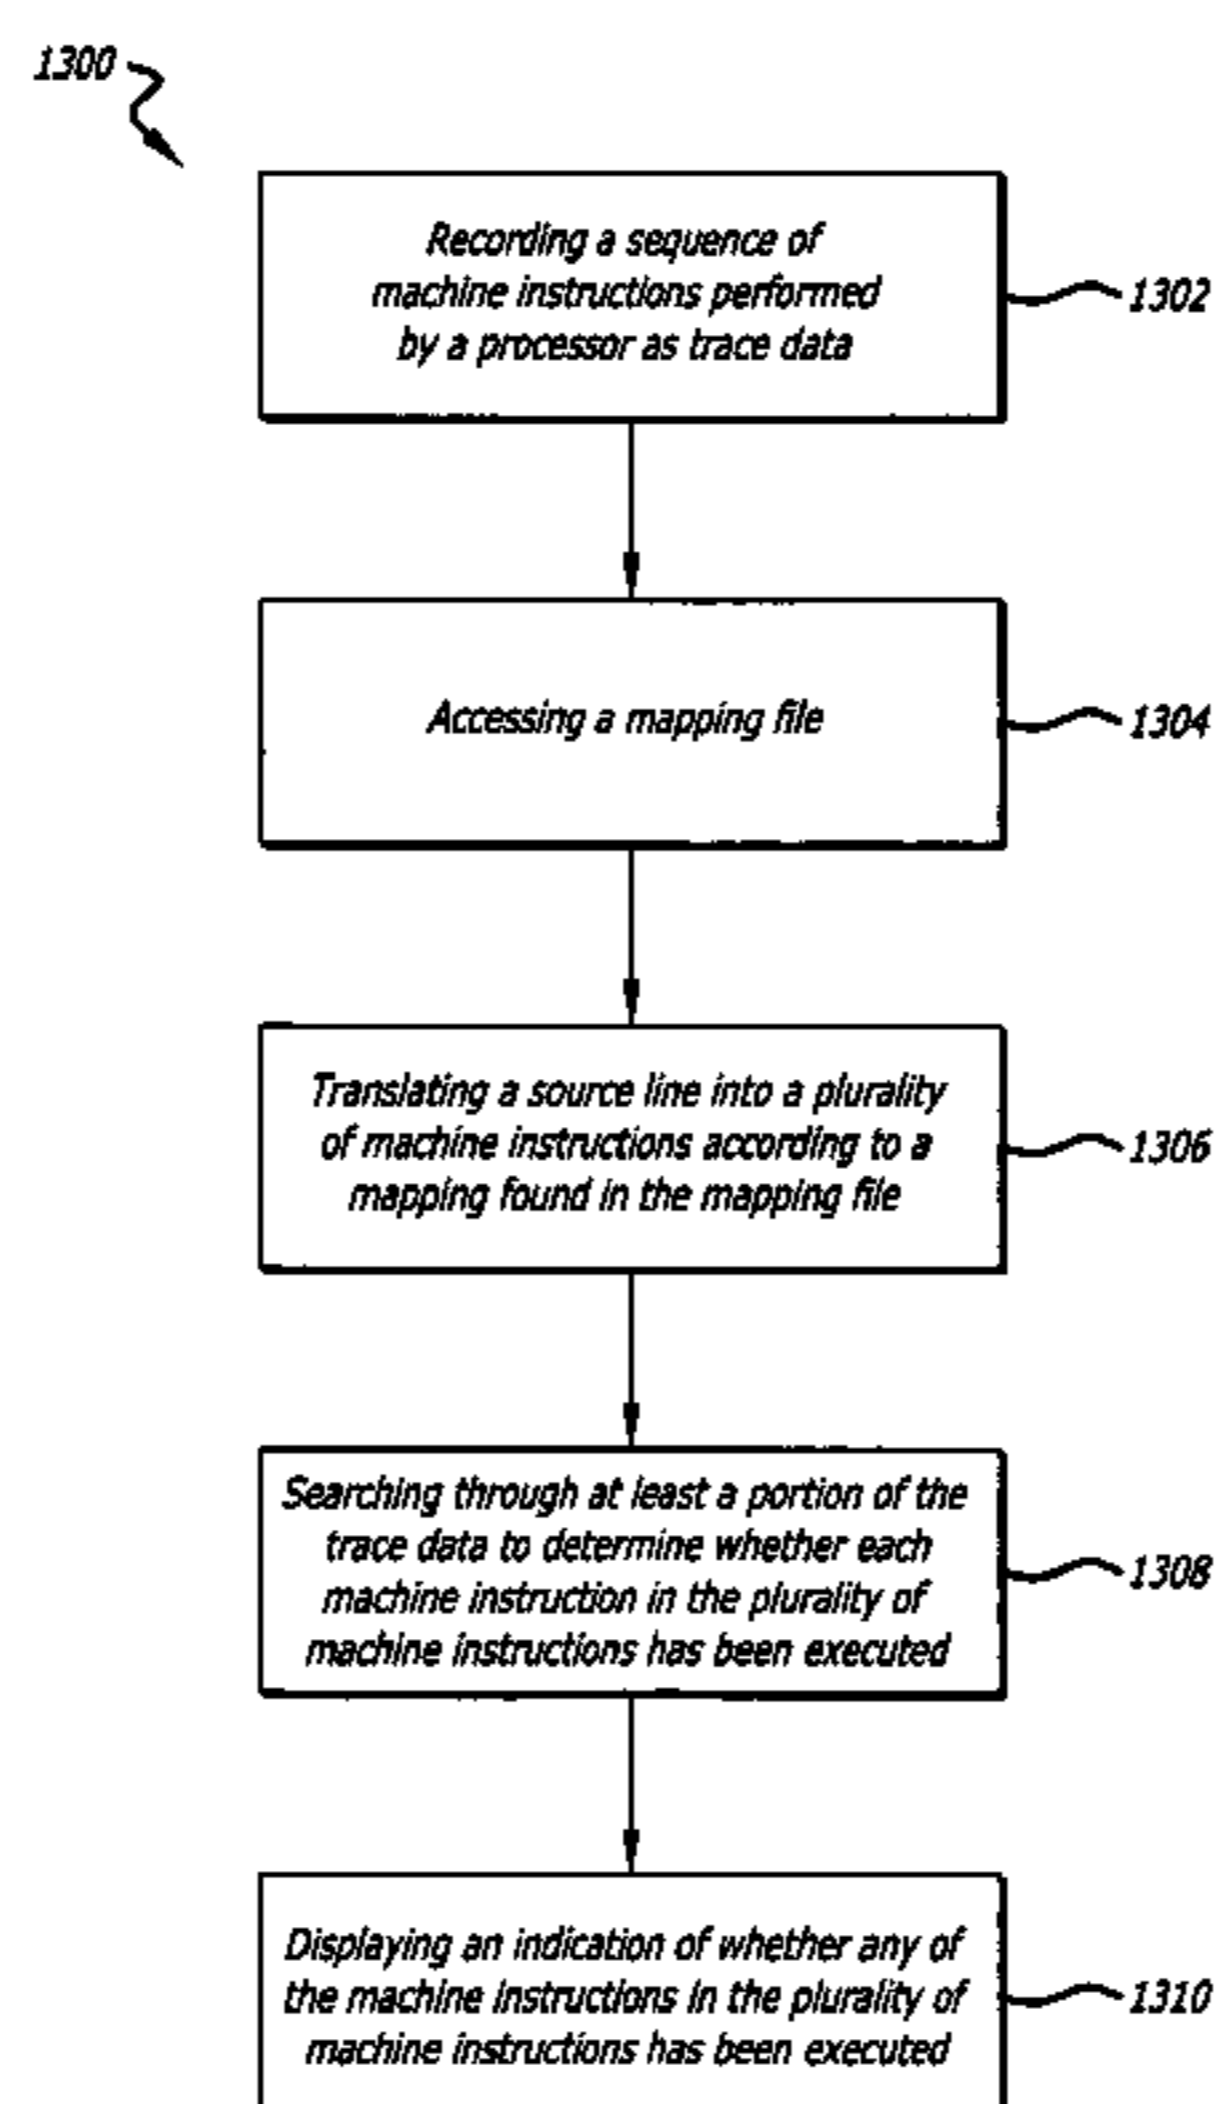 1300
Recording a sequence of
machine instructions performed
by a processor as trace data
1302
Accessing a mapping file
1304
Translating a source line into a plurality
of machine instructions according to a
mapping found in the mapping file
1306
Searching through at least a portion of the
trace data to determine whether each
machine instruction in the plurality of
machine instructions has been executed
1308
Displaying an indication of whether any of
the machine instructions in the plurality of
machine instructions has been executed
1310